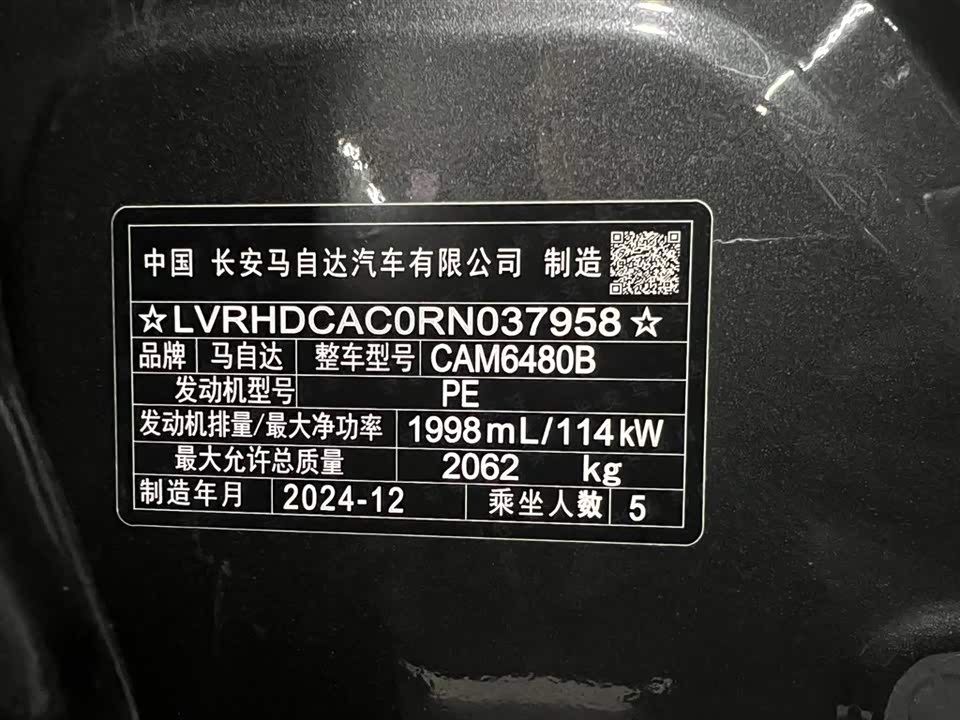 中国 长安马自达汽车有限公司 制造
☆LVRHDCAC0RN037958☆
品牌 马自达 整车型号 CAM6480B
发动机型号 PE
发动机排量/最大净功率 1998mL/114kW
最大允许总质量 2062 kg
制造年月 2024-12 乘坐人数 5